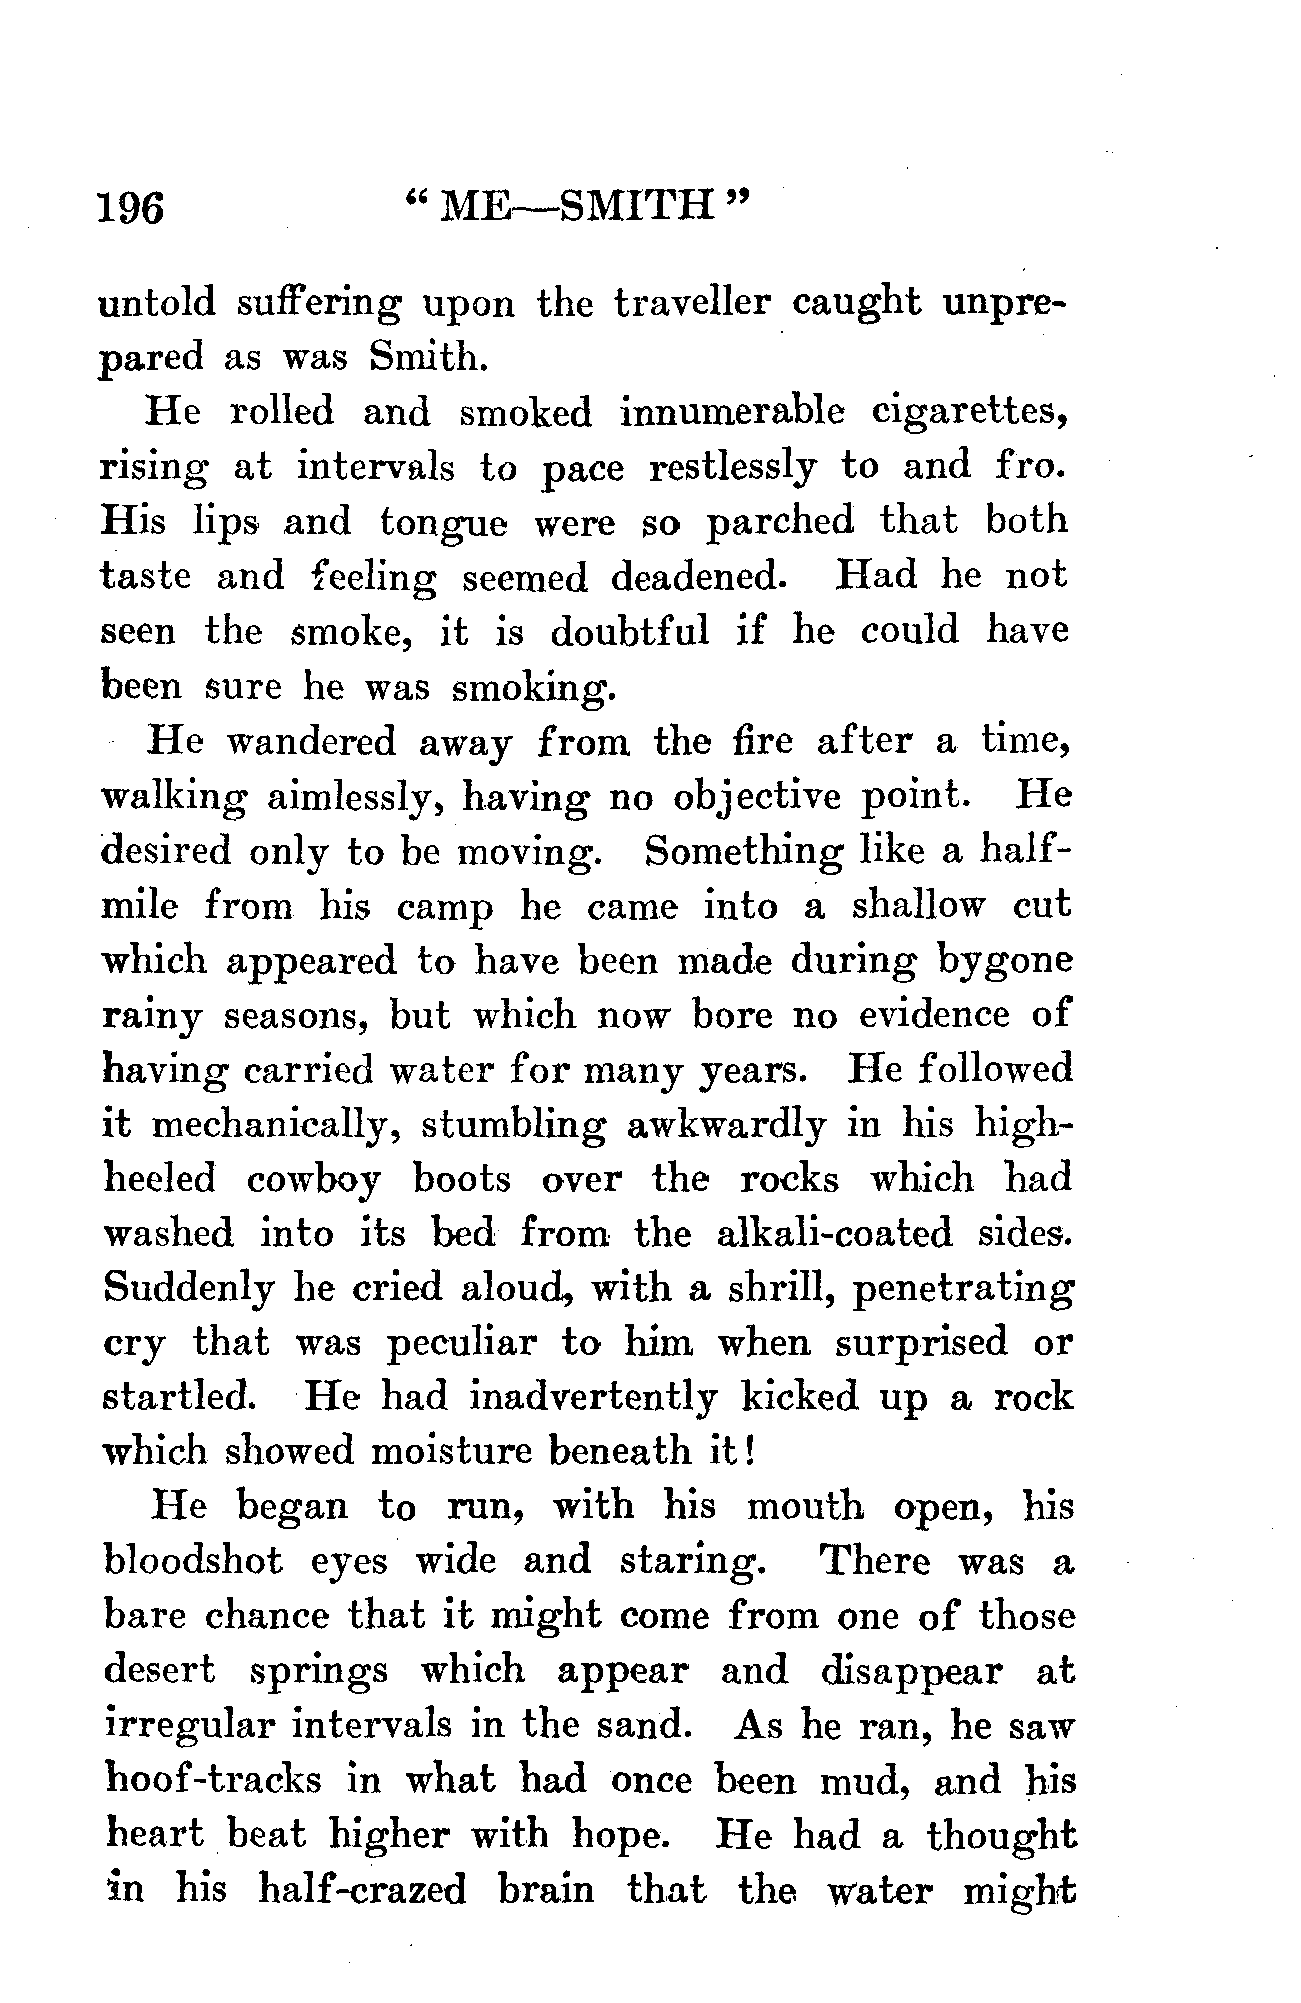 196 " ME—SMITH "
untold suffering upon the traveller caught unpre-
pared as was Smith.
He rolled and smoked innumerable cigarettes,
rising at intervals to pace restlessly to and fro.
His lips and tongue were so parched that both
taste and feeling seemed deadened. Had he not
seen the smoke, it is doubtful if he could have
been sure he was smoking.
He wandered away from the fire after a time,
walking aimlessly, having no objective point. He
desired only to be moving. Something like a half-
mile from his camp he came into a shallow cut
which appeared to have been made during bygone
rainy seasons, but which now bore no evidence of
having carried water for many years. He followed
it mechanically, stumbling awkwardly in his high-
heeled cowboy boots over the rocks which had
washed into its bed from the alkali-coated sides.
Suddenly he cried aloud, with a shrill, penetrating
cry that was peculiar to him when surprised or
startled. He had inadvertently kicked up a rock
which showed moisture beneath it!
He began to run, with his mouth open, his
bloodshot eyes wide and staring. There was a
bare chance that it might come from one of those
desert springs which appear and disappear at
irregular intervals in the sand. As he ran, he saw
hoof-tracks in what had once been mud, and his
heart beat higher with hope. He had a thought
in his half-crazed brain that the water might